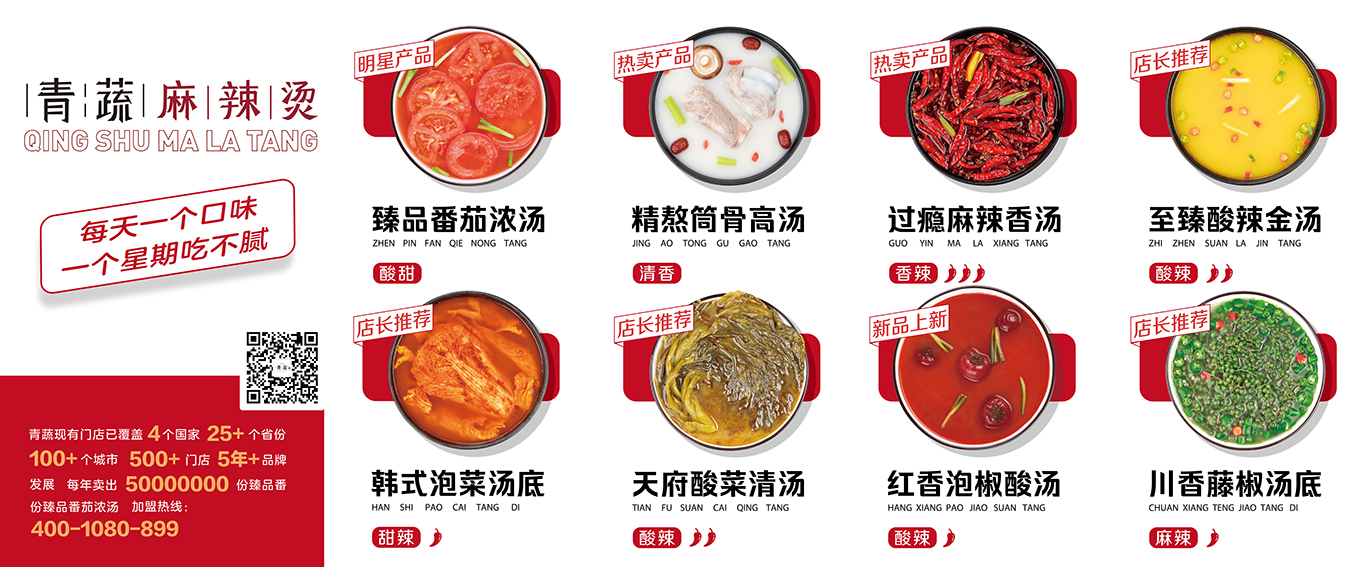 青蔬麻辣烫
QING SHU MA LA TANG
每天一个口味
一个星期吃不腻
青蔬现有门店已覆盖 4个国家 25+个省份
100+个城市 500+门店 5年+品牌
发展 每年卖出 50000000 份臻品番
份臻品番茄浓汤 加盟热线：
400-1080-899
明星产品
臻品番茄浓汤
ZHEN PIN FAN QIE NONG TANG
酸甜
热卖产品
精熬筒骨高汤
JING AO TONG GU GAO TANG
清香
热卖产品
过瘾麻辣香汤
GUO YIN MA LA XIANG TANG
香辣
店长推荐
至臻酸辣金汤
ZHI ZHEN SUAN LA JIN TANG
酸辣
店长推荐
韩式泡菜汤底
HAN SHI PAO CAI TANG DI
甜辣
店长推荐
天府酸菜清汤
TIAN FU SUAN CAI QING TANG
酸辣
新品上新
红香泡椒酸汤
HANG XIANG PAO JIAO SUAN TANG
酸辣
店长推荐
川香藤椒汤底
CHUAN XIANG TENG JIAO TANG DI
麻辣